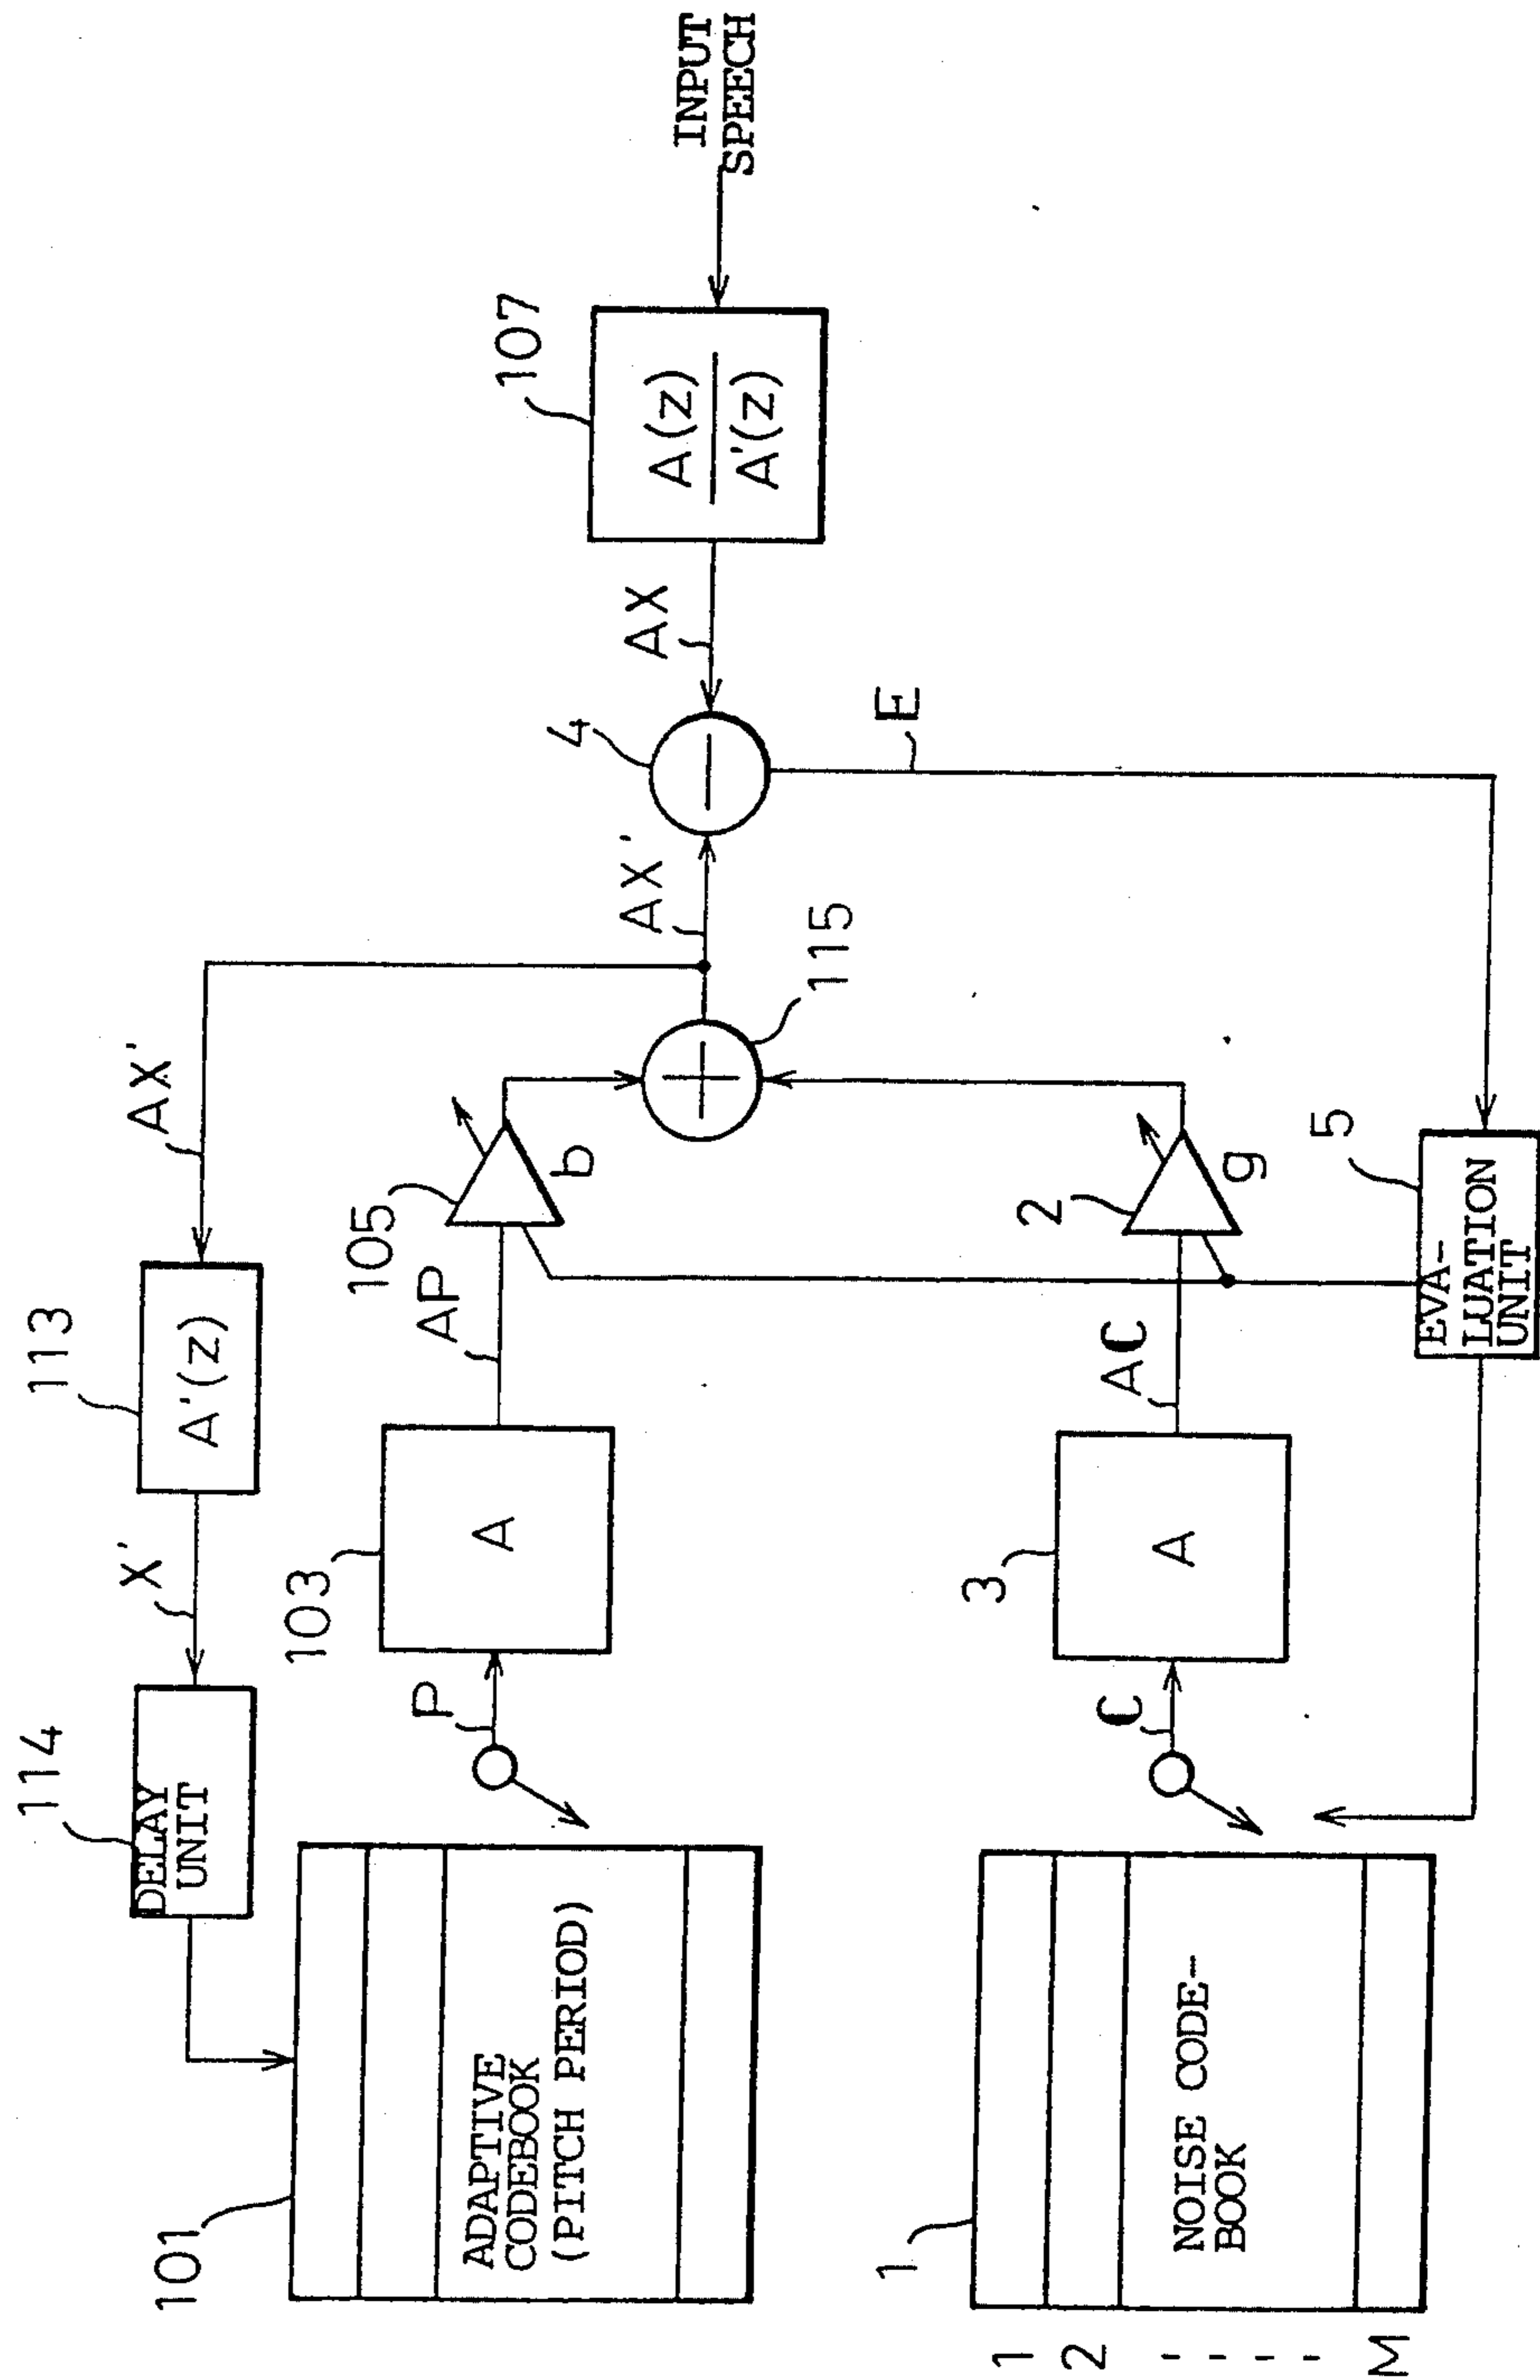 114
DELAY
UNIT
X'
113
A'(z)
AX'
101
ADAPTIVE
CODEBOOK
(PITCH PERIOD)
P
103
A
AP
105
b
115
AX'
4
AX
107
A(z)
A'(z)
INPUT
SPEECH
E
1
1
2
M
NOISE CODE-
BOOK
C
3
A
AC
2
g
5
EVA-
LUATION
UNIT